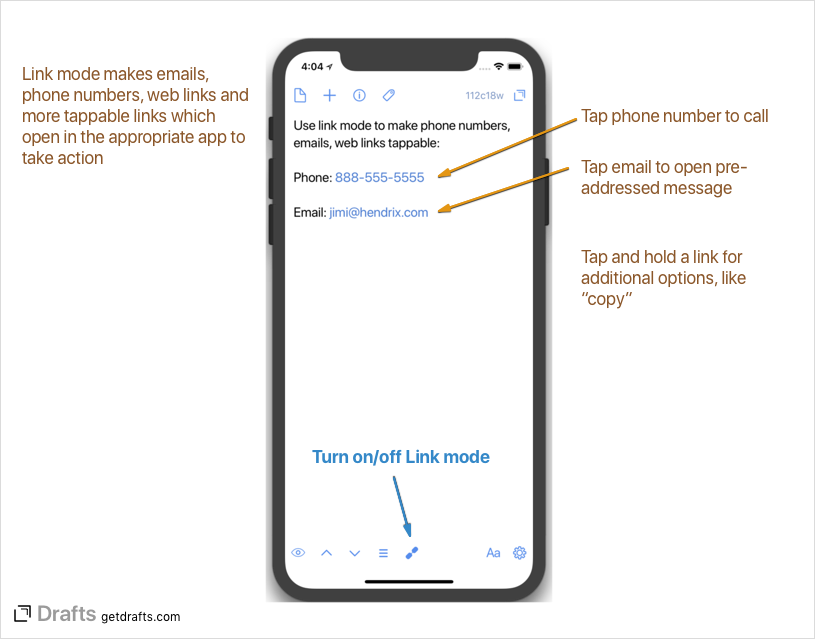 Link mode makes emails,
phone numbers, web links and
more tappable links which
open in the appropriate app to
take action
4:04
112c18w
Use link mode to make phone numbers,
emails, web links tappable:
Phone: 888-555-5555
Email: jimi@hendrix.com
Tap phone number to call
Tap email to open pre-
addressed message
Tap and hold a link for
additional options, like
“copy“
Turn on/off Link mode
Aa
Drafts getdrafts.com